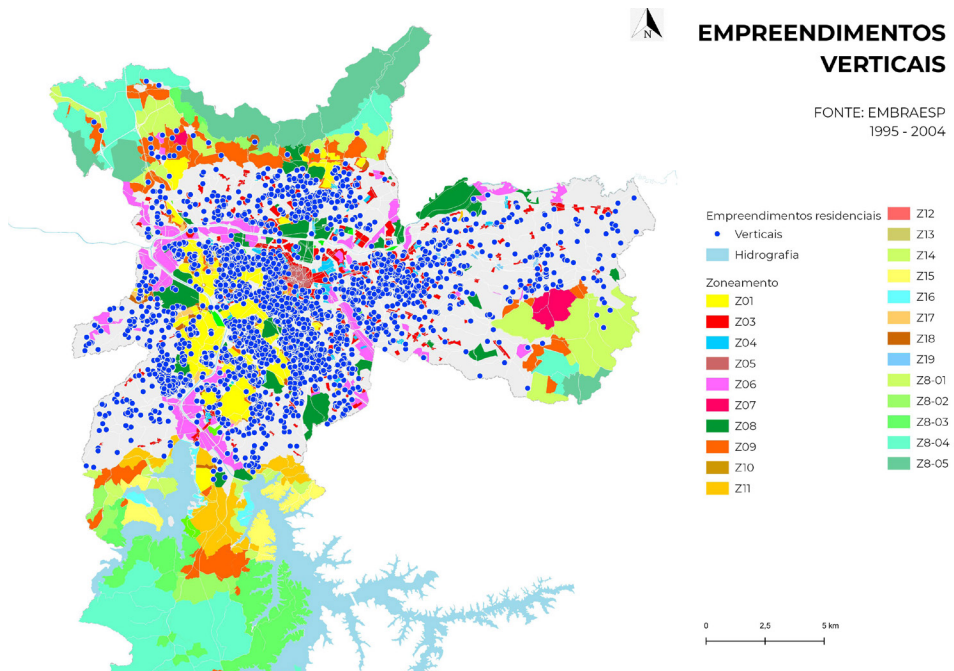 N
EMPREENDIMENTOS
VERTICAIS
FONTE: EMBRAESP
1995 - 2004
Empreendimentos residenciais
Verticais
Hidrografia
Zoneamento
Z01
Z03
Z04
Z05
Z06
Z07
Z08
Z09
Z10
Z11
Z12
Z13
Z14
Z15
Z16
Z17
Z18
Z19
Z8-01
Z8-02
Z8-03
Z8-04
Z8-05
0 2,5 5 km